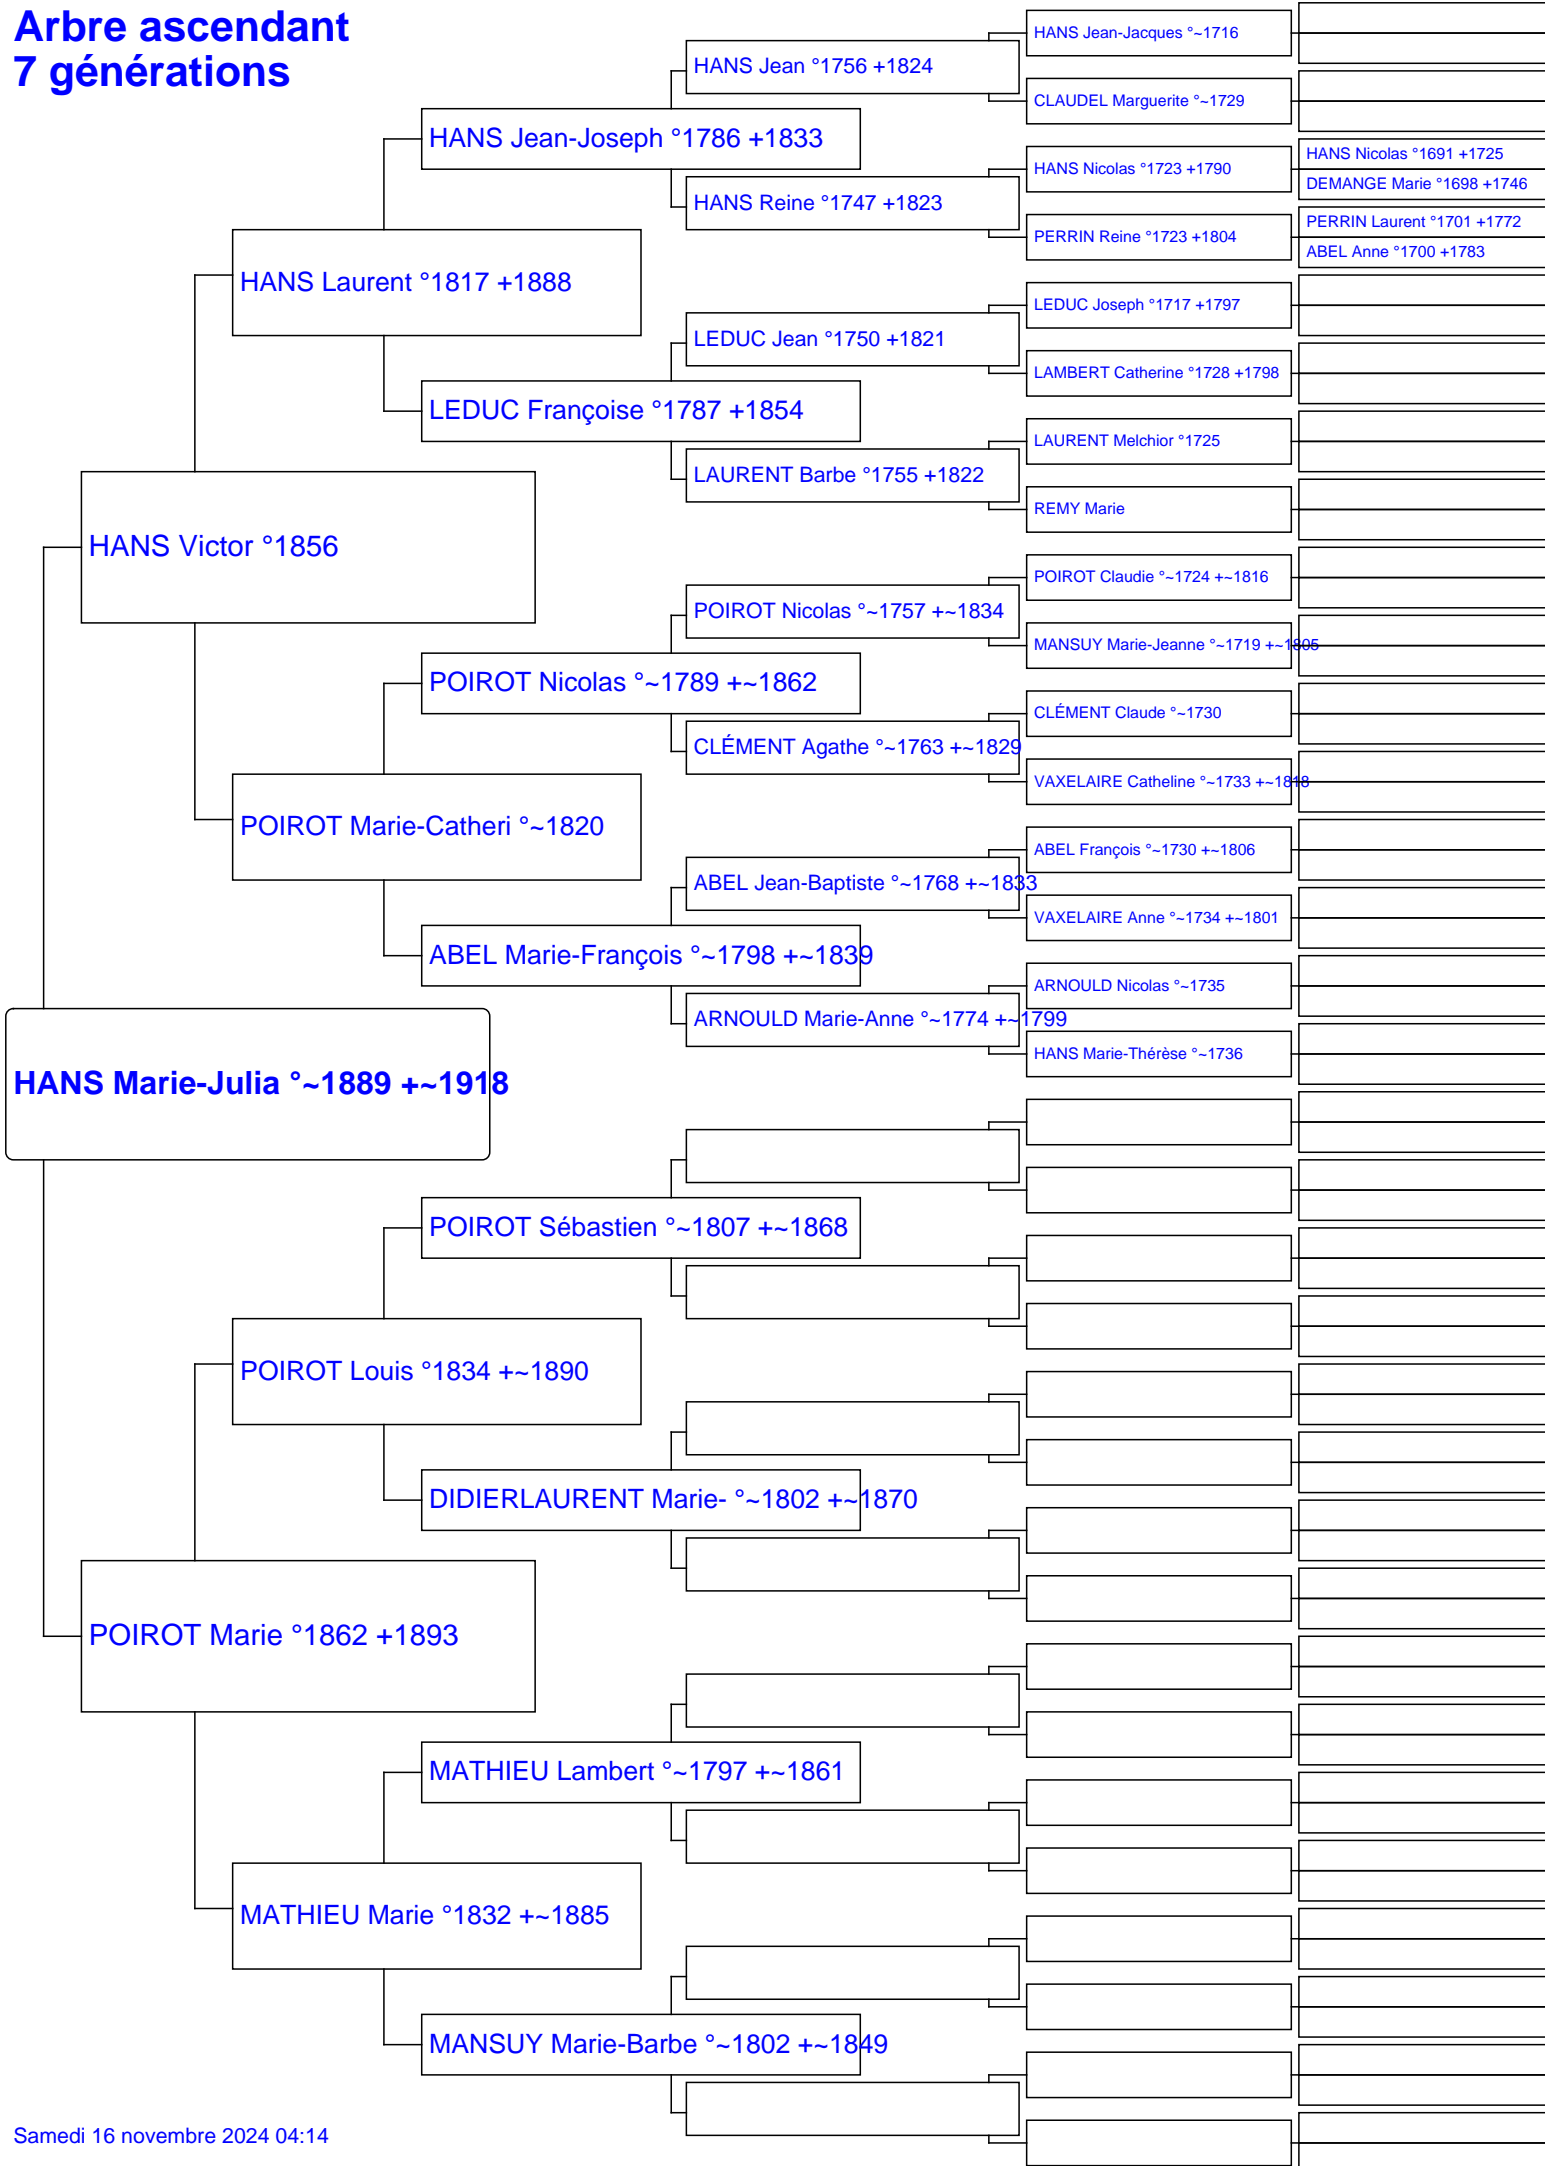 Arbre ascendant
7 générations
HANS Jean-Jacques °~1716
HANS Jean °1756 +1824
CLAUDEL Marguerite °~1729
HANS Jean-Joseph °1786 +1833
HANS Nicolas °1723 +1790
HANS Nicolas °1691 +1725
DEMANGE Marie °1698 +1746
HANS Reine °1747 +1823
PERRIN Reine °1723 +1804
PERRIN Laurent °1701 +1772
ABEL Anne °1700 +1783
HANS Laurent °1817 +1888
LEDUC Joseph °1717 +1797
LEDUC Jean °1750 +1821
LAMBERT Catherine °1728 +1798
LEDUC Françoise °1787 +1854
LAURENT Melchior °1725
LAURENT Barbe °1755 +1822
REMY Marie
HANS Victor °1856
POIROT Claudie °~1724 +~1816
POIROT Nicolas °~1757 +~1834
MANSUY Marie-Jeanne °~1719 +~1805
POIROT Nicolas °~1789 +~1862
CLÉMENT Claude °~1730
CLÉMENT Agathe °~1763 +~1829
VAXELAIRE Catheline °~1733 +~1818
POIROT Marie-Catheri °~1820
ABEL François °~1730 +~1806
ABEL Jean-Baptiste °~1768 +~1833
VAXELAIRE Anne °~1734 +~1801
ABEL Marie-François °~1798 +~1839
ARNOULD Nicolas °~1735
ARNOULD Marie-Anne °~1774 +~1799
HANS Marie-Thérèse °~1736
HANS Marie-Julia °~1889 +~1918
POIROT Sébastien °~1807 +~1868
POIROT Louis °1834 +~1890
DIDIERLAURENT Marie- °~1802 +~1870
POIROT Marie °1862 +1893
MATHIEU Lambert °~1797 +~1861
MATHIEU Marie °1832 +~1885
MANSUY Marie-Barbe °~1802 +~1849
Samedi 16 novembre 2024 04:14